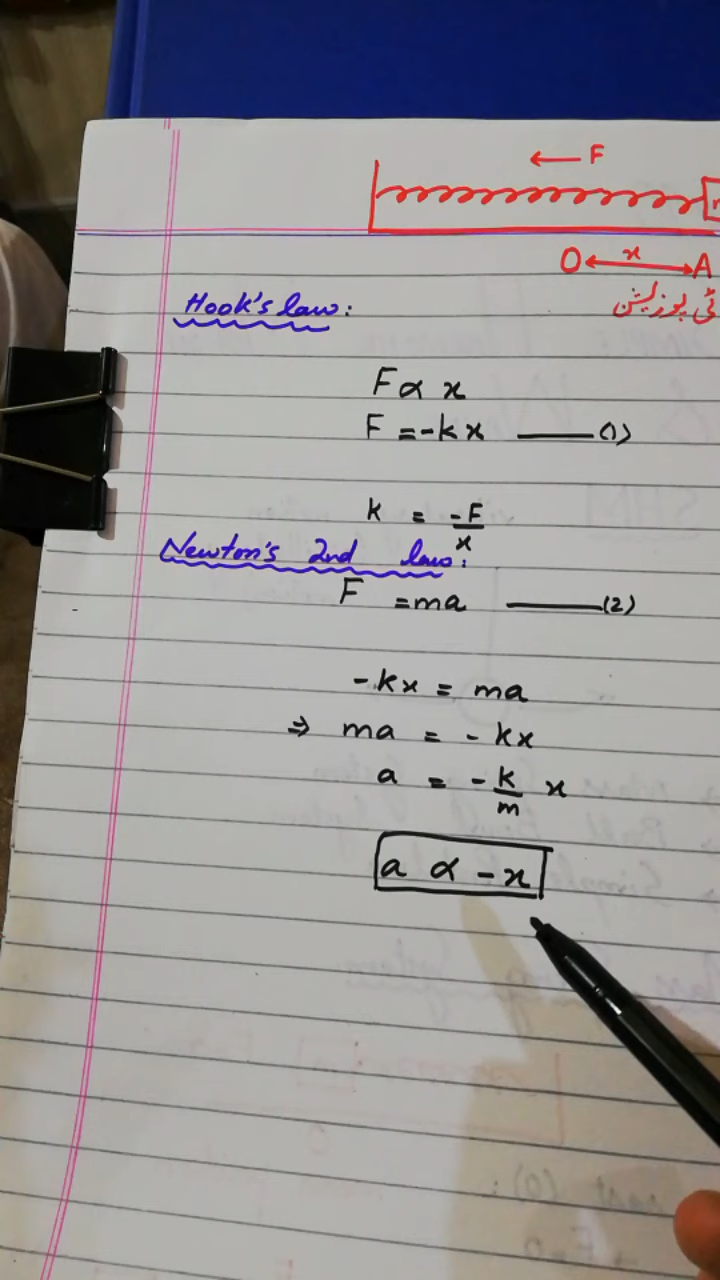 ← F
O x A
ٹی پوزیشن
Hook's law:
F ∝ x
F = -kx ——— (1)
k = -F/x
Newton's 2nd law:
F = ma ——— (2)
-kx = ma
⇒ ma = - kx
a = - k/m x
a ∝ - x